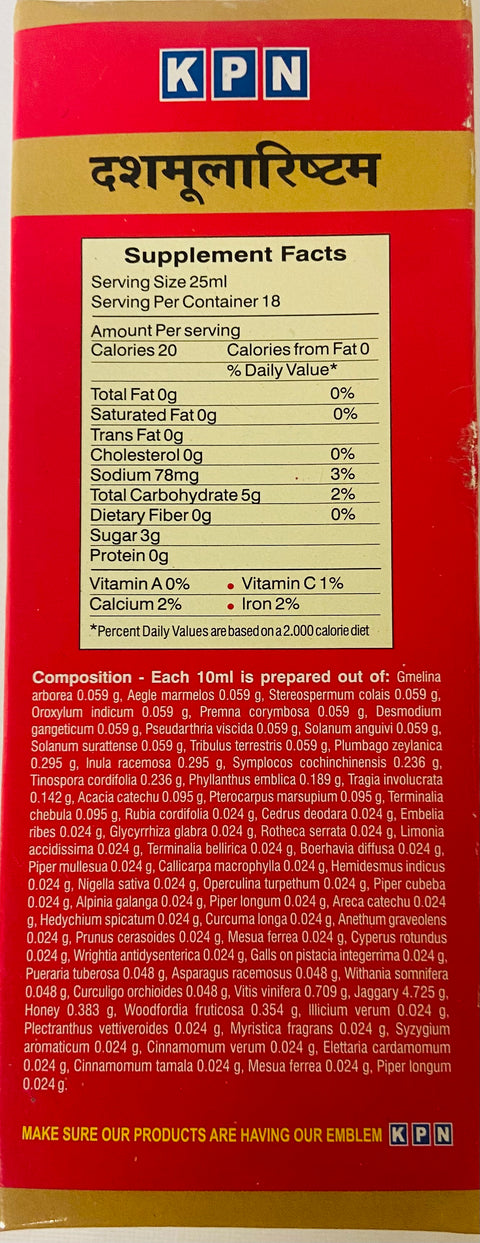 KPN
दशमूलारिष्टम
Supplement Facts
Serving Size 25ml
Serving Per Container 18
Amount Per serving
Calories 20 Calories from Fat 0
% Daily Value*
Total Fat 0g 0%
Saturated Fat 0g 0%
Trans Fat 0g
Cholesterol 0g 0%
Sodium 78mg 3%
Total Carbohydrate 5g 2%
Dietary Fiber 0g 0%
Sugar 3g
Protein 0g
Vitamin A 0% • Vitamin C 1%
Calcium 2% • Iron 2%
*Percent Daily Values are based on a 2.000 calorie diet
Composition - Each 10ml is prepared out of: Gmelina
arborea 0.059 g, Aegle marmelos 0.059 g, Stereospermum colais 0.059 g,
Oroxylum indicum 0.059 g, Premna corymbosa 0.059 g, Desmodium
gangeticum 0.059 g, Pseudarthria viscida 0.059 g, Solanum anguivi 0.059 g,
Solanum surattense 0.059 g, Tribulus terrestris 0.059 g, Plumbago zeylanica
0.295 g, Inula racemosa 0.295 g, Symplocos cochinchinensis 0.236 g,
Tinospora cordifolia 0.236 g, Phyllanthus emblica 0.189 g, Tragia involucrata
0.142 g, Acacia catechu 0.095 g, Pterocarpus marsupium 0.095 g, Terminalia
chebula 0.095 g, Rubia cordifolia 0.024 g, Cedrus deodara 0.024 g, Embelia
ribes 0.024 g, Glycyrrhiza glabra 0.024 g, Rotheca serrata 0.024 g, Limonia
accidissima 0.024 g, Terminalia bellirica 0.024 g, Boerhavia diffusa 0.024 g,
Piper mullesua 0.024 g, Callicarpa macrophylla 0.024 g, Hemidesmus indicus
0.024 g, Nigella sativa 0.024 g, Operculina turpethum 0.024 g, Piper cubeba
0.024 g, Alpinia galanga 0.024 g, Piper longum 0.024 g, Areca catechu 0.024
g, Hedychium spicatum 0.024 g, Curcuma longa 0.024 g, Anethum graveolens
0.024 g, Prunus cerasoides 0.024 g, Mesua ferrea 0.024 g, Cyperus rotundus
0.024 g, Wrightia antidysenterica 0.024 g, Galls on pistacia integerrima 0.024 g,
Pueraria tuberosa 0.048 g, Asparagus racemosus 0.048 g, Withania somnifera
0.048 g, Curculigo orchioides 0.048 g, Vitis vinifera 0.709 g, Jaggary 4.725 g,
Honey 0.383 g, Woodfordia fruticosa 0.354 g, Illicium verum 0.024 g,
Plectranthus vettiveroides 0.024 g, Myristica fragrans 0.024 g, Syzygium
aromaticum 0.024 g, Cinnamomum verum 0.024 g, Elettaria cardamomum
0.024 g, Cinnamomum tamala 0.024 g, Mesua ferrea 0.024 g, Piper longum
0.024 g.
MAKE SURE OUR PRODUCTS ARE HAVING OUR EMBLEM KPN